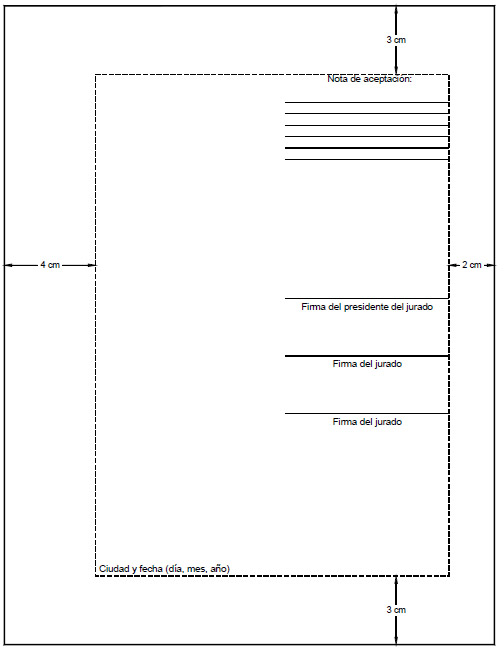 3 cm
Nota de aceptación:
4 cm
2 cm
Firma del presidente del jurado
Firma del jurado
Firma del jurado
Ciudad y fecha (día, mes, año)
3 cm